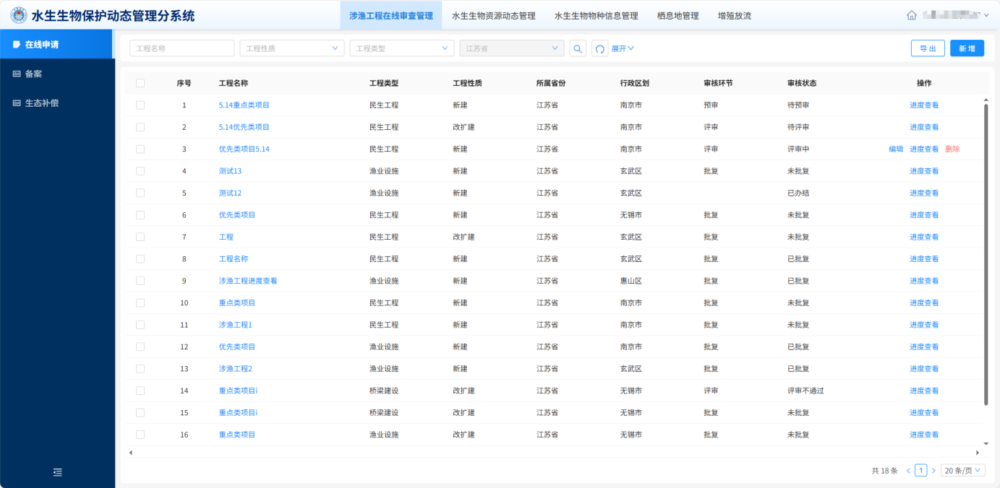 水生生物保护动态管理分系统 涉渔工程在线审查管理 水生生物资源动态管理 水生生物物种信息管理 栖息地管理 增殖放流
在线申请
备案
生态补偿
工程名称 工程性质 工程类型 江苏省 展开 导出 新增
序号 工程名称 工程类型 工程性质 所属省份 行政区划 审核环节 审核状态 操作
1 5.14重点类项目 民生工程 新建 江苏省 南京市 预审 待预审 进度查看
2 5.14优先类项目 民生工程 改扩建 江苏省 南京市 评审 待评审 进度查看
3 优先类项目5.14 民生工程 新建 江苏省 南京市 评审 评审中 编辑 进度查看 删除
4 测试13 渔业设施 新建 江苏省 玄武区 批复 未批复 进度查看
5 测试12 渔业设施 新建 江苏省 玄武区 已办结 进度查看
6 优先类项目 民生工程 新建 江苏省 无锡市 批复 未批复 进度查看
7 工程 民生工程 改扩建 江苏省 玄武区 批复 未批复 进度查看
8 工程名称 民生工程 新建 江苏省 玄武区 批复 已批复 进度查看
9 涉渔工程进度查看 渔业设施 新建 江苏省 惠山区 批复 已批复 进度查看
10 重点类项目 民生工程 新建 江苏省 南京市 批复 未批复 进度查看
11 涉渔工程1 民生工程 新建 江苏省 南京市 批复 未批复 进度查看
12 优先类项目 渔业设施 新建 江苏省 南京市 批复 已批复 进度查看
13 涉渔工程2 渔业设施 新建 江苏省 玄武区 批复 已批复 进度查看
14 重点类项目i 桥梁建设 改扩建 江苏省 无锡市 评审 评审不通过 进度查看
15 重点类项目i 桥梁建设 改扩建 江苏省 无锡市 批复 未批复 进度查看
16 重点类项目 渔业设施 改扩建 江苏省 无锡市 批复 未批复 进度查看
共 18 条 1 20 条/页